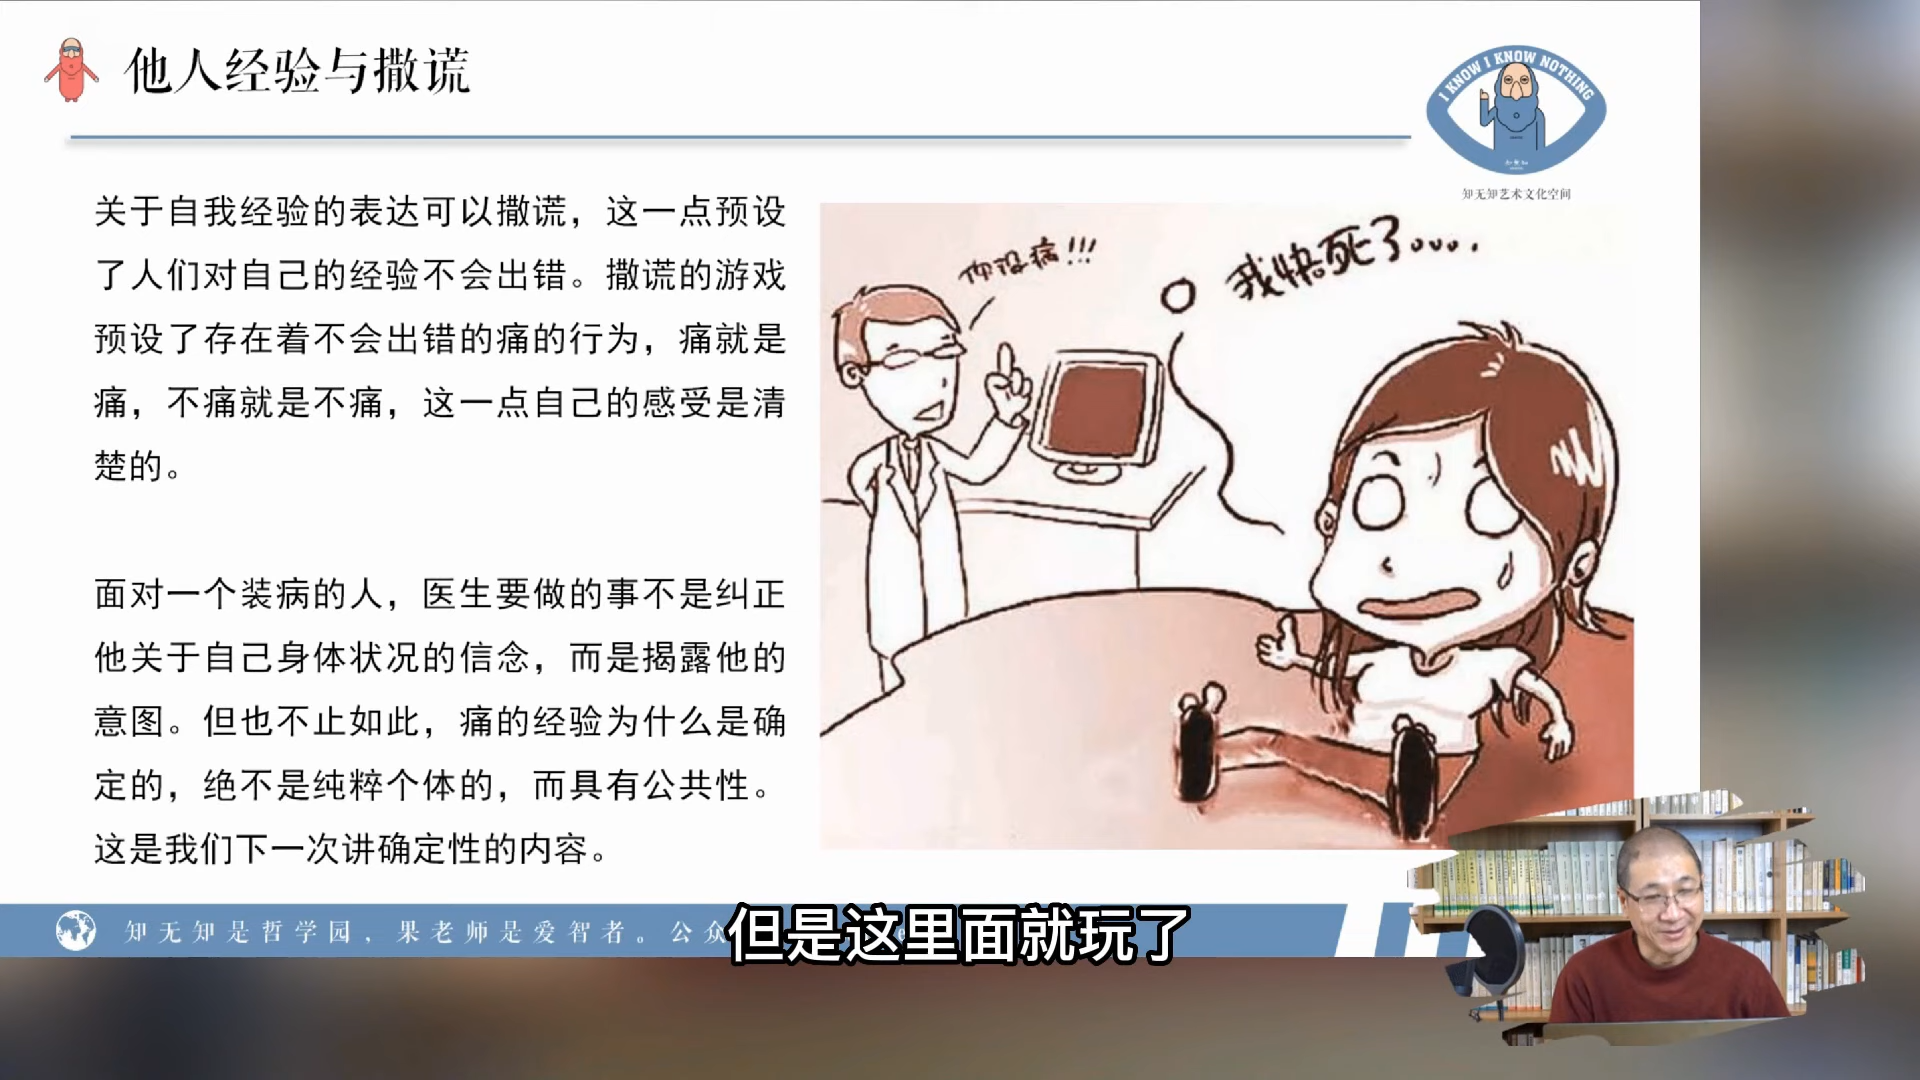 他人经验与撒谎
I KNOW I KNOW NOTHING
知无知艺术文化空间
关于自我经验的表达可以撒谎，这一点预设
了人们对自己的经验不会出错。撒谎的游戏
预设了存在着不会出错的痛的行为，痛就是
痛，不痛就是不痛，这一点自己的感受是清
楚的。
面对一个装病的人，医生要做的事不是纠正
他关于自己身体状况的信念，而是揭露他的
意图。但也不止如此，痛的经验为什么是确
定的，绝不是纯粹个体的，而具有公共性。
这是我们下一次讲确定性的内容。
你没病!!!
我快死了....
知无知是哲学园，果老师是爱智者。公众
但是这里面就玩了